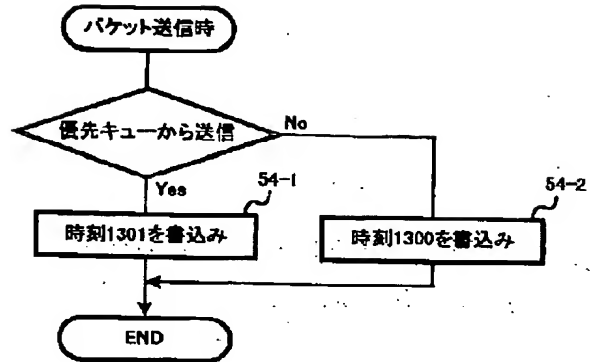 パケット送信時
優先キューから送信
No
Yes
54-1
54-2
時刻1301を書込み
時刻1300を書込み
END